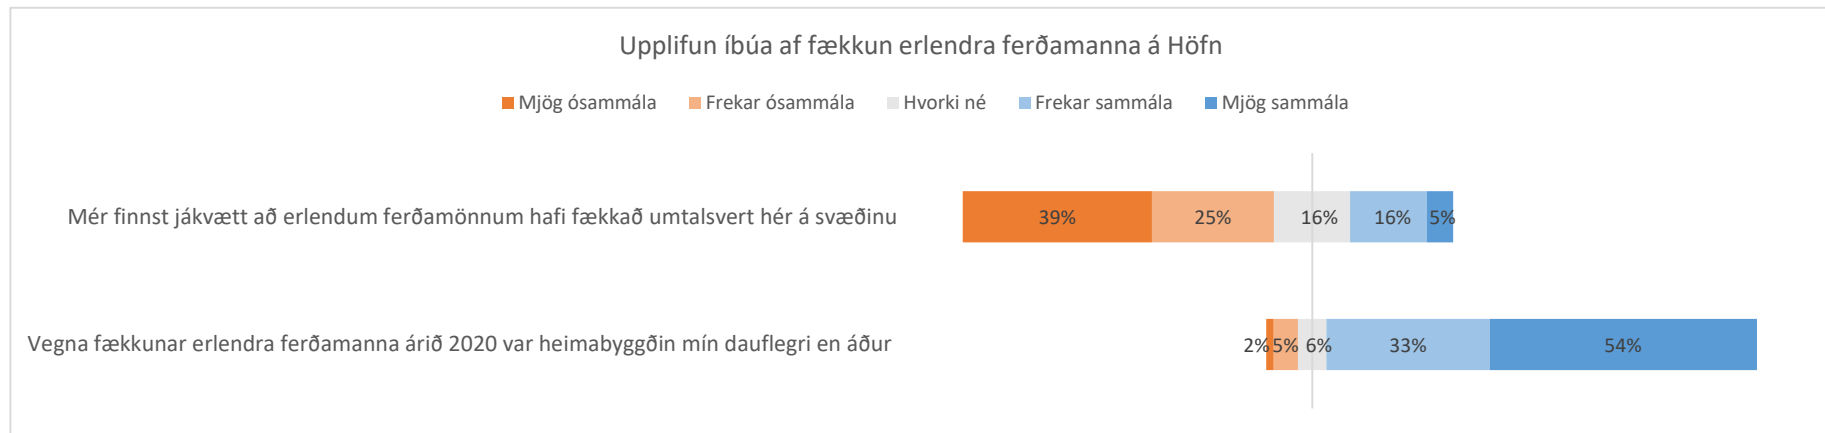 Upplifun íbúa af fækkun erlendra ferðamanna á Höfn
Mjög ósammála Frekar ósammála Hvorki né Frekar sammála Mjög sammála
Mér finnst jákvætt að erlendum ferðamönnum hafi fækkað umtalsvert hér á svæðinu 39% 25% 16% 16% 5%
Vegna fækkunar erlendra ferðamanna árið 2020 var heimabyggðin mín dauflegri en áður 2% 5% 6% 33% 54%